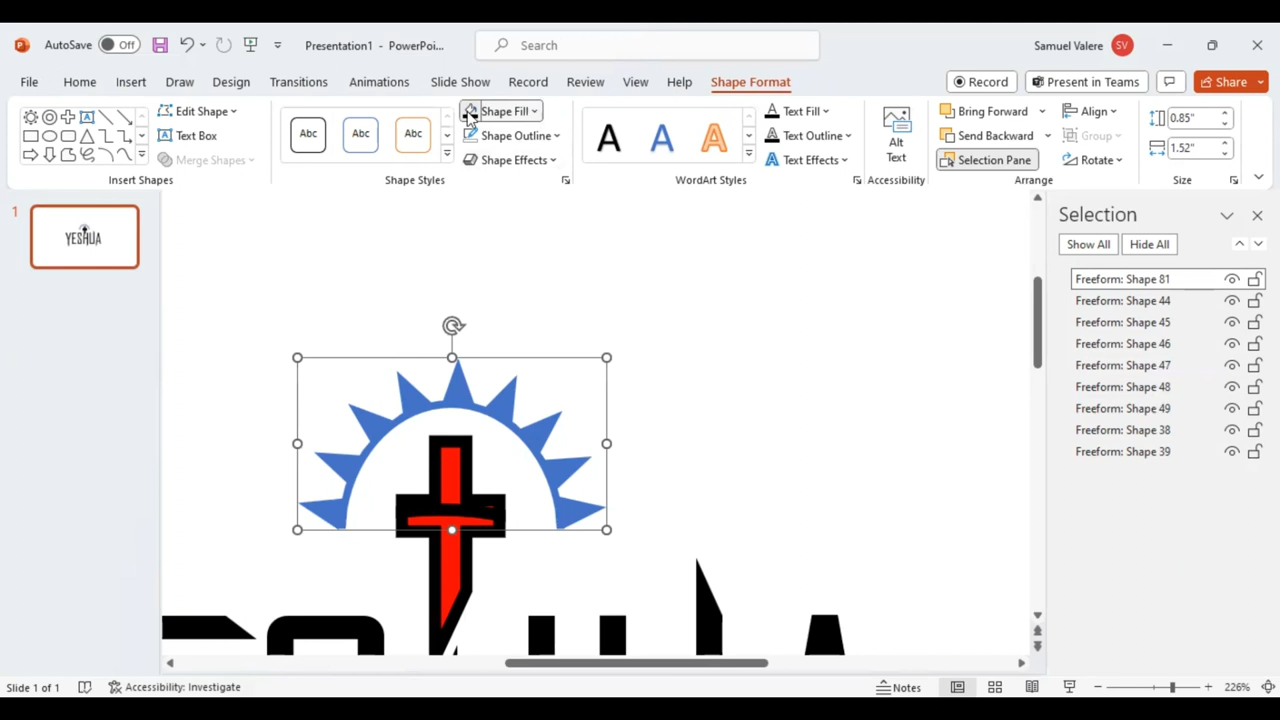 AutoSave Off Presentation1 - PowerPoi... Search Samuel Valere SV
File Home Insert Draw Design Transitions Animations Slide Show Record Review View Help Shape Format Record Present in Teams Share
Edit Shape
Text Box
Merge Shapes
Insert Shapes
Abc Abc Abc
Shape Fill
Shape Outline
Shape Effects
Shape Styles
A A A
Text Fill
Text Outline
Text Effects
WordArt Styles
Alt
Text
Accessibility
Bring Forward
Send Backward
Selection Pane
Align
Group
Rotate
Arrange
0.85"
1.52"
Size
1
YESHUA
Selection
Show All Hide All
Freeform: Shape 81
Freeform: Shape 44
Freeform: Shape 45
Freeform: Shape 46
Freeform: Shape 47
Freeform: Shape 48
Freeform: Shape 49
Freeform: Shape 38
Freeform: Shape 39
Slide 1 of 1 Accessibility: Investigate Notes 226%